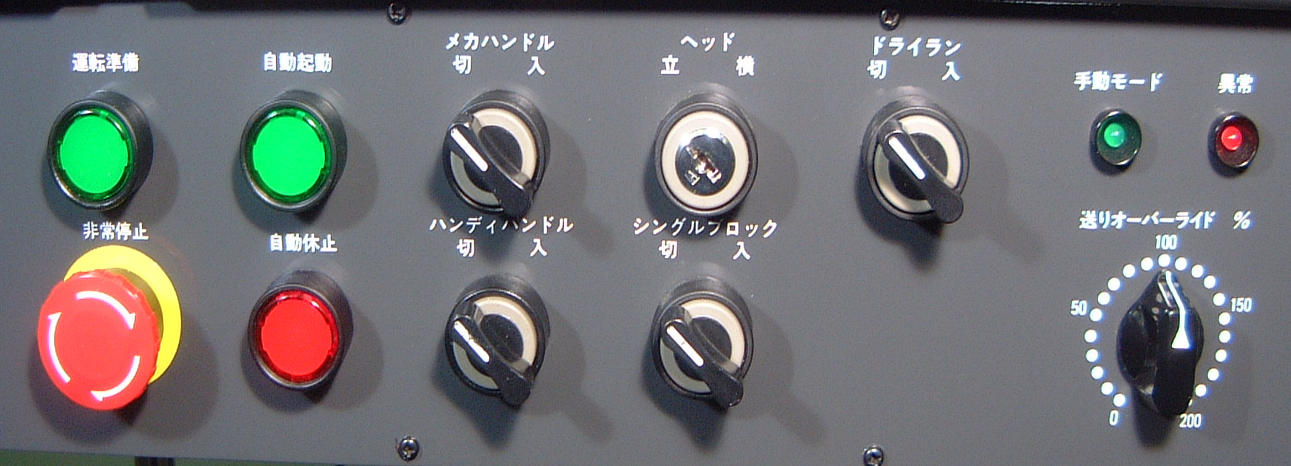 運転準備
自動起動
メカハンドル
切 入
ヘッド
立 横
ドライラン
切 入
手動モード
異常
非常停止
自動休止
ハンディハンドル
切 入
シングルブロック
切 入
送りオーバーライド %
100
50
150
0
200